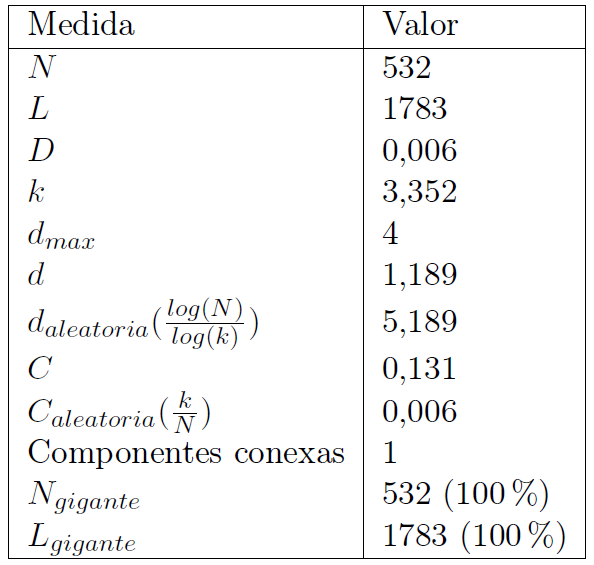 Medida Valor
N 532
L 1783
D 0,006
k 3,352
d_{max} 4
d 1,189
d_{aleatoria}(\frac{log(N)}{log(k)}) 5,189
C 0,131
C_{aleatoria}(\frac{k}{N}) 0,006
Componentes conexas 1
N_{gigante} 532 (100 %)
L_{gigante} 1783 (100 %)